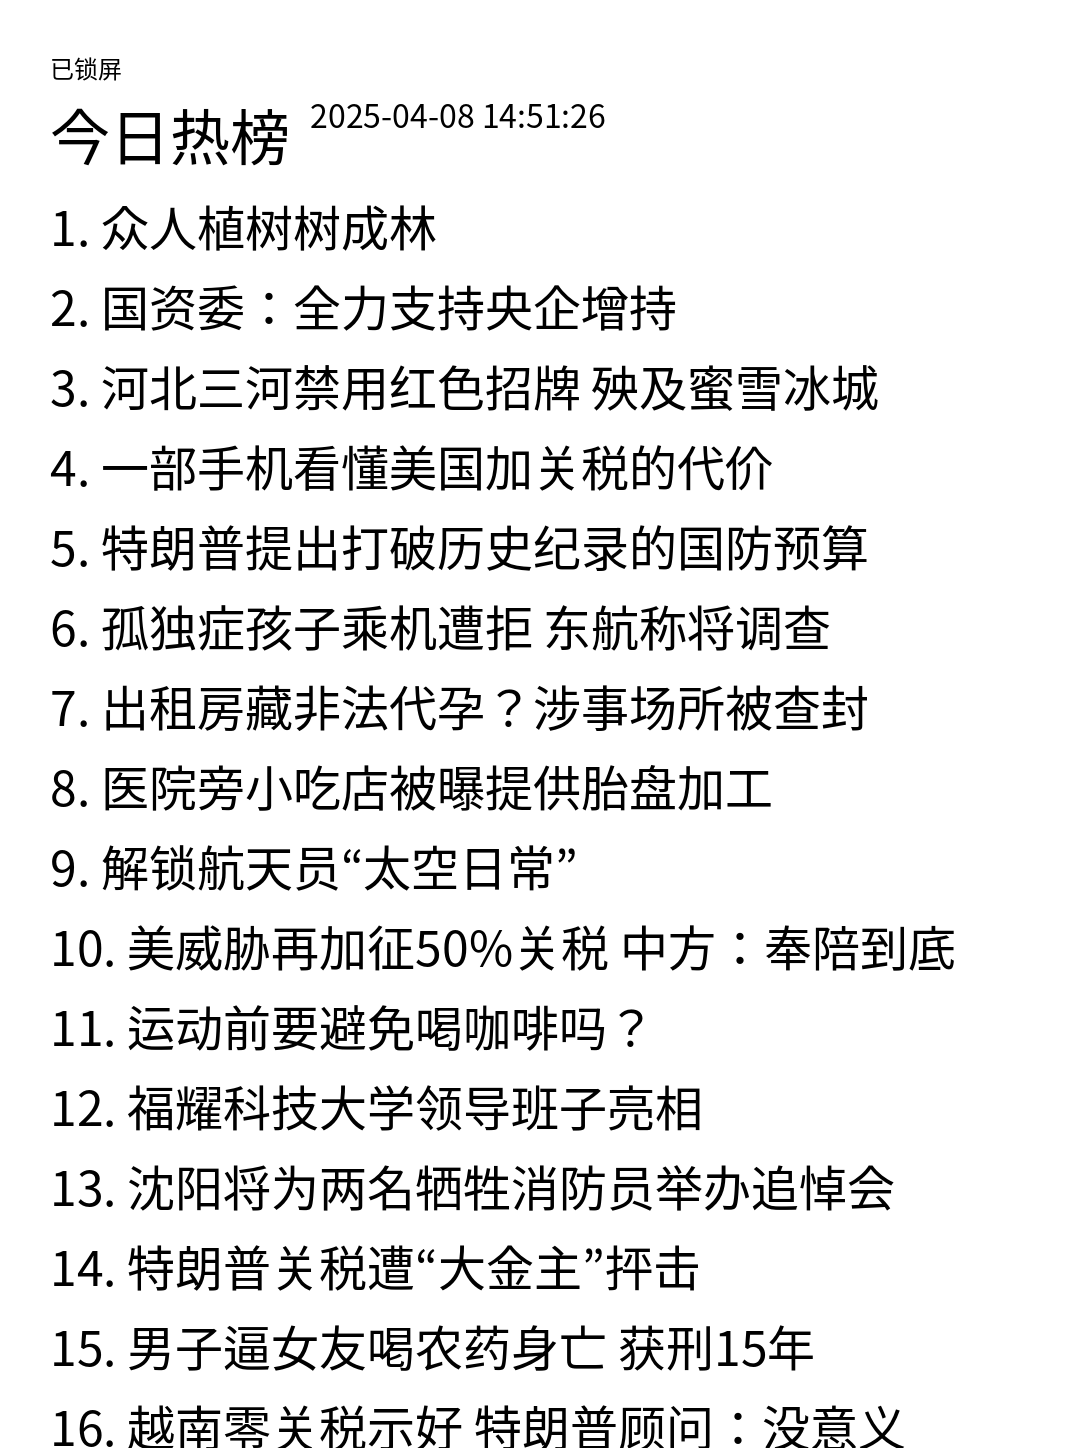 已锁屏
今日热榜 2025-04-08 14:51:26
1. 众人植树树成林
2. 国资委：全力支持央企增持
3. 河北三河禁用红色招牌 殃及蜜雪冰城
4. 一部手机看懂美国加关税的代价
5. 特朗普提出打破历史纪录的国防预算
6. 孤独症孩子乘机遭拒 东航称将调查
7. 出租房藏非法代孕？涉事场所被查封
8. 医院旁小吃店被曝提供胎盘加工
9. 解锁航天员“太空日常”
10. 美威胁再加征50%关税 中方：奉陪到底
11. 运动前要避免喝咖啡吗？
12. 福耀科技大学领导班子亮相
13. 沈阳将为两名牺牲消防员举办追悼会
14. 特朗普关税遭“大金主”抨击
15. 男子逼女友喝农药身亡 获刑15年
16. 越南零关税示好 特朗普顾问：没意义